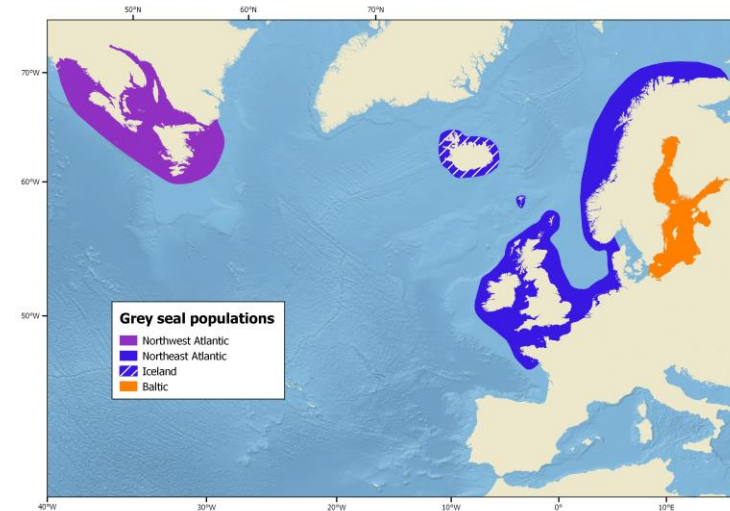 50°N 60°N 70°N
70°W
60°W
50°W
Grey seal populations
Northwest Atlantic
Northeast Atlantic
Iceland
Baltic
40°W 30°W 20°W 10°W 0° 10°E